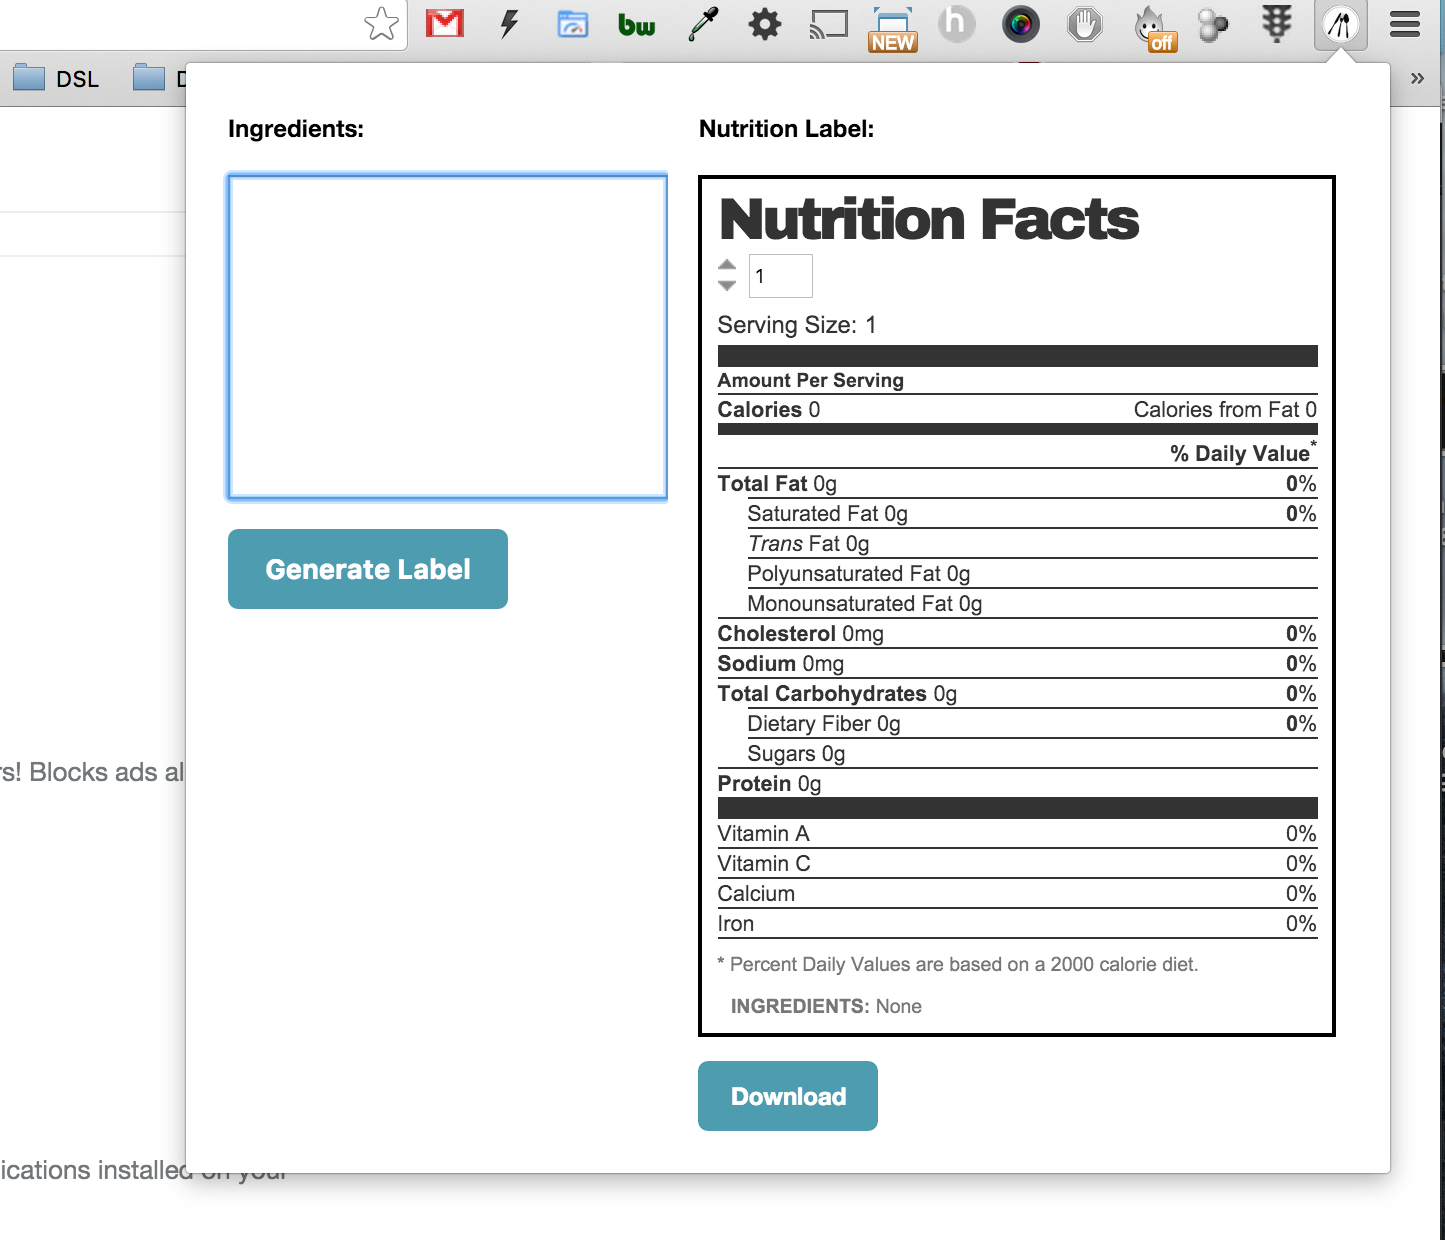 bw
NEW
h
off
DSL
D
»
Ingredients:
Nutrition Label:
Nutrition Facts
1
Serving Size: 1
Amount Per Serving
Calories 0 Calories from Fat 0
% Daily Value*
Total Fat 0g 0%
Saturated Fat 0g 0%
Trans Fat 0g
Polyunsaturated Fat 0g
Monounsaturated Fat 0g
Cholesterol 0mg 0%
Sodium 0mg 0%
Total Carbohydrates 0g 0%
Dietary Fiber 0g 0%
Sugars 0g
Protein 0g
Vitamin A 0%
Vitamin C 0%
Calcium 0%
Iron 0%
* Percent Daily Values are based on a 2000 calorie diet.
INGREDIENTS: None
Generate Label
Download
rs! Blocks ads al
ications installed on your